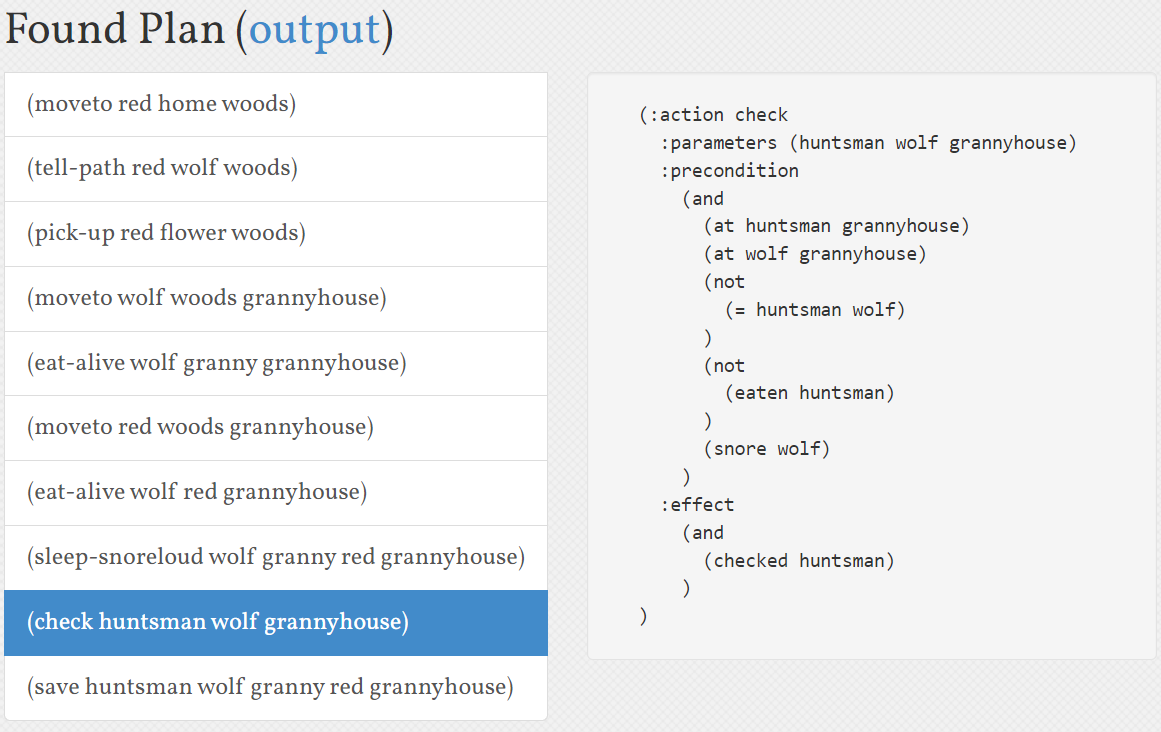 Found Plan (output)
(moveto red home woods)
(tell-path red wolf woods)
(pick-up red flower woods)
(moveto wolf woods grannyhouse)
(eat-alive wolf granny grannyhouse)
(moveto red woods grannyhouse)
(eat-alive wolf red grannyhouse)
(sleep-snoreloud wolf granny red grannyhouse)
(check huntsman wolf grannyhouse)
(save huntsman wolf granny red grannyhouse)
(:action check
  :parameters (huntsman wolf grannyhouse)
  :precondition
    (and
      (at huntsman grannyhouse)
      (at wolf grannyhouse)
      (not
        (= huntsman wolf)
      )
      (not
        (eaten huntsman)
      )
      (snore wolf)
    )
  :effect
    (and
      (checked huntsman)
    )
)